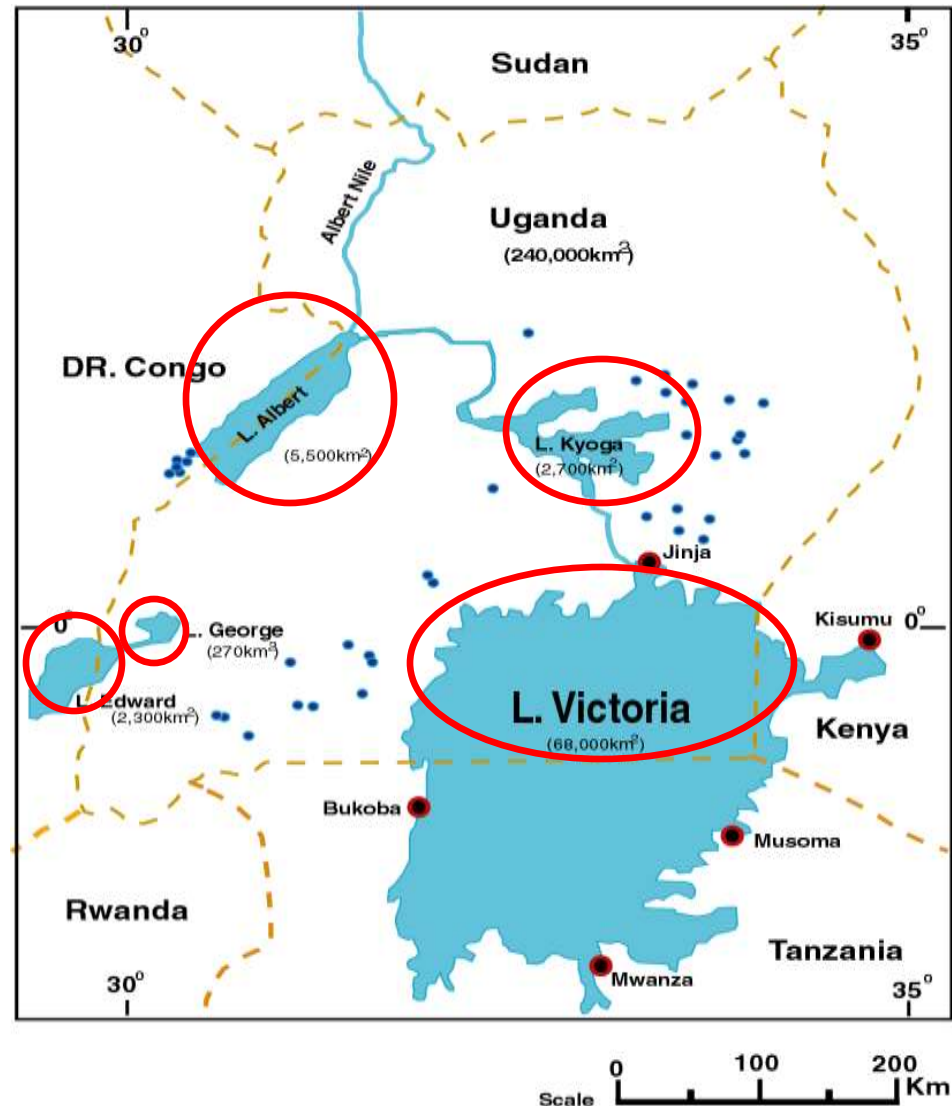 30°
35°
Sudan
Albert Nile
Uganda
(240,000km³)
DR. Congo
L. Albert
(5,500km²)
L. Kyoga
(2,700km²)
Jinja
0°
L. George
(270km³)
Kisumu
0°
L. Edward
(2,300km²)
L. Victoria
(68,000km²)
Kenya
Bukoba
Musoma
Rwanda
Tanzania
30°
Mwanza
35°
0 100 200 Km
Scale